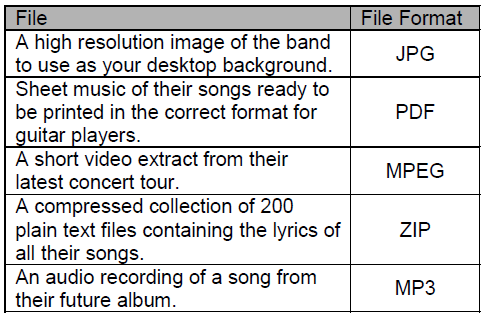 File File Format
A high resolution image of the band
to use as your desktop background.
JPG
Sheet music of their songs ready to
be printed in the correct format for
guitar players.
PDF
A short video extract from their
latest concert tour.
MPEG
A compressed collection of 200
plain text files containing the lyrics of
all their songs.
ZIP
An audio recording of a song from
their future album.
MP3